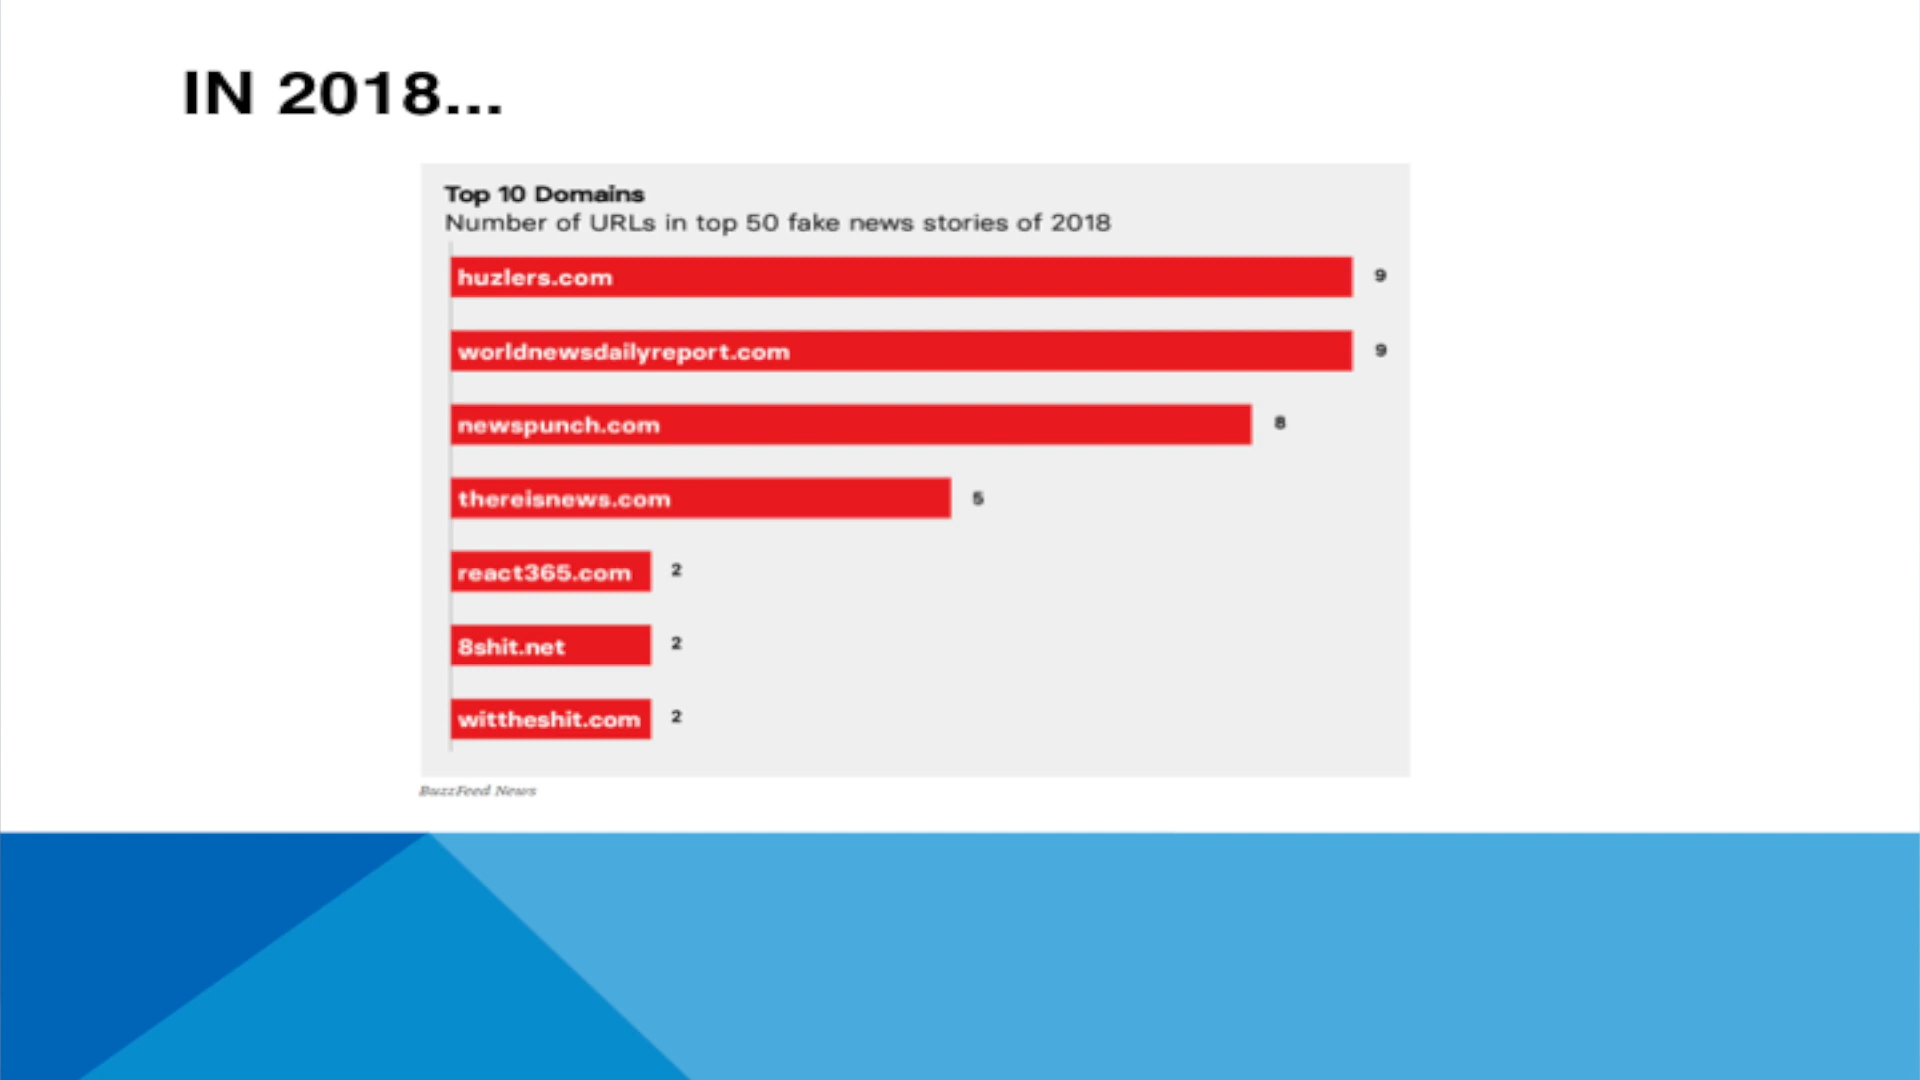 IN 2018...
Top 10 Domains
Number of URLs in top 50 fake news stories of 2018
huzlers.com 9
worldnewsdailyreport.com 9
newspunch.com 8
thereisnews.com 5
react365.com 2
8shit.net 2
wittheshit.com 2
BuzzFeed News